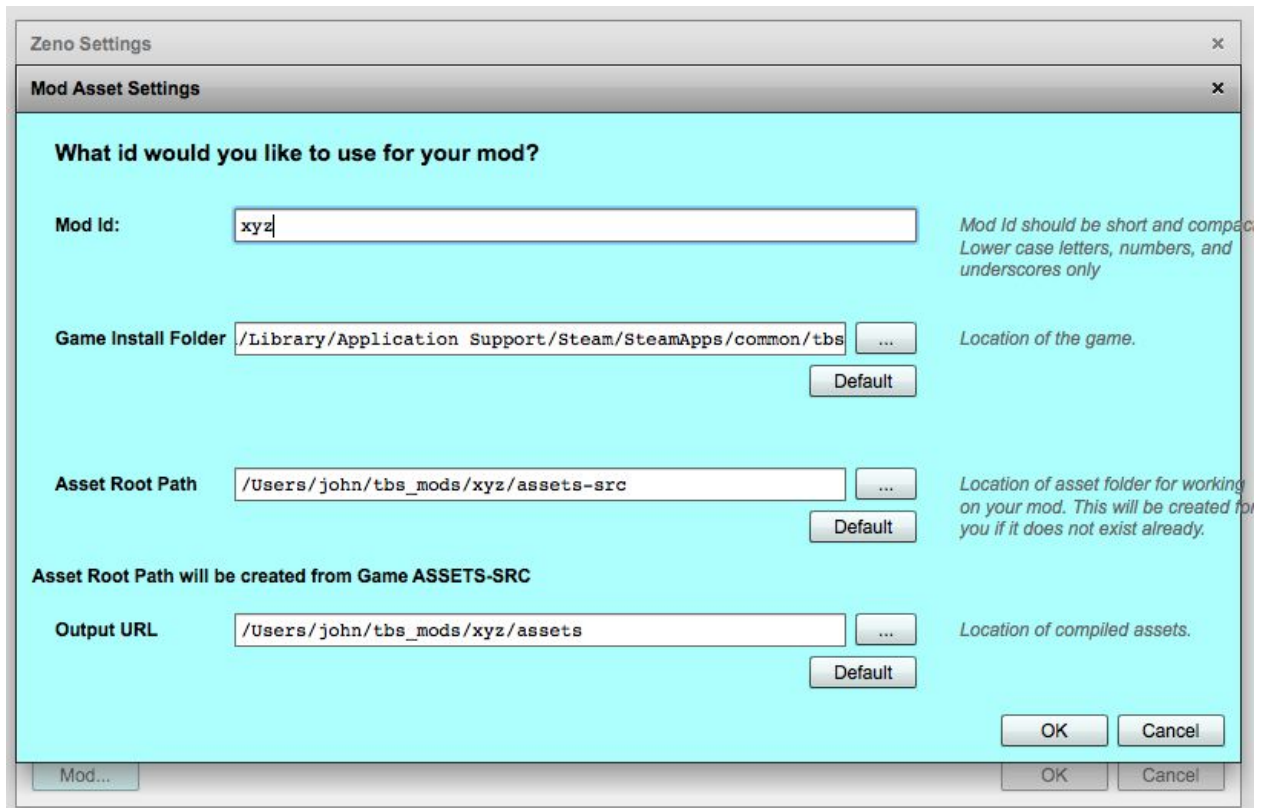 Zeno Settings ×
Mod Asset Settings ×
What id would you like to use for your mod?
Mod Id:
xyz
Mod Id should be short and compact
Lower case letters, numbers, and
underscores only
Game Install Folder
./Library/Application Support/Steam/SteamApps/common/tbs
...
Location of the game.
Default
Asset Root Path
/Users/john/tbs_mods/xyz/assets-src
...
Location of asset folder for working
on your mod. This will be created for
you if it does not exist already.
Default
Asset Root Path will be created from Game ASSETS-SRC
Output URL
/Users/john/tbs_mods/xyz/assets
...
Location of compiled assets.
Default
OK
Cancel
Mod...
OK
Cancel